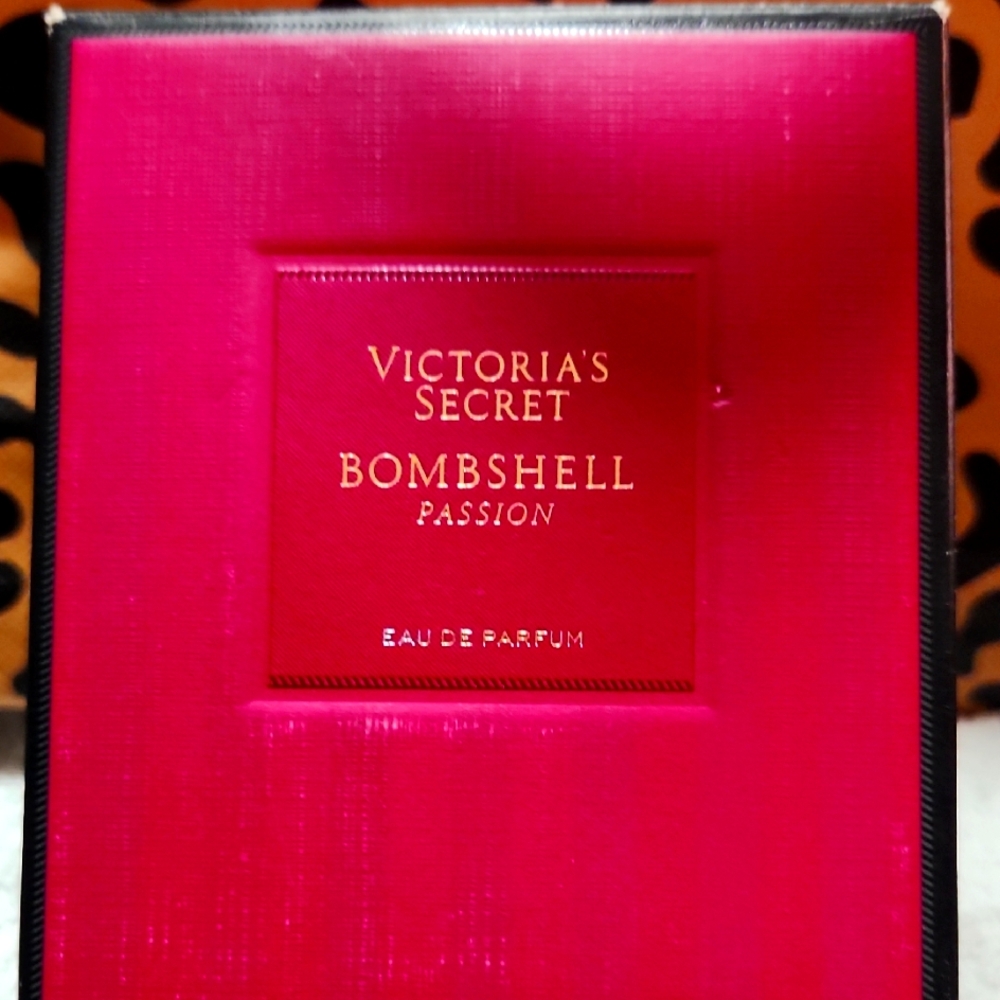 VICTORIA'S
SECRET
BOMBSHELL
PASSION
EAU DE PARFUM